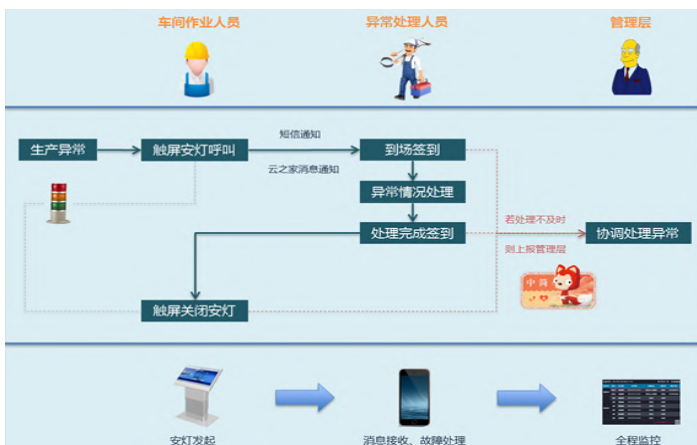 车间作业人员
异常处理人员
管理层
生产异常
触屏安灯呼叫
短信通知
云之家消息通知
到场签到
异常情况处理
处理完成签到
若处理不及时
则上报管理层
协调处理异常
中简
触屏关闭安灯
安灯发起
消息接收、故障处理
全程监控